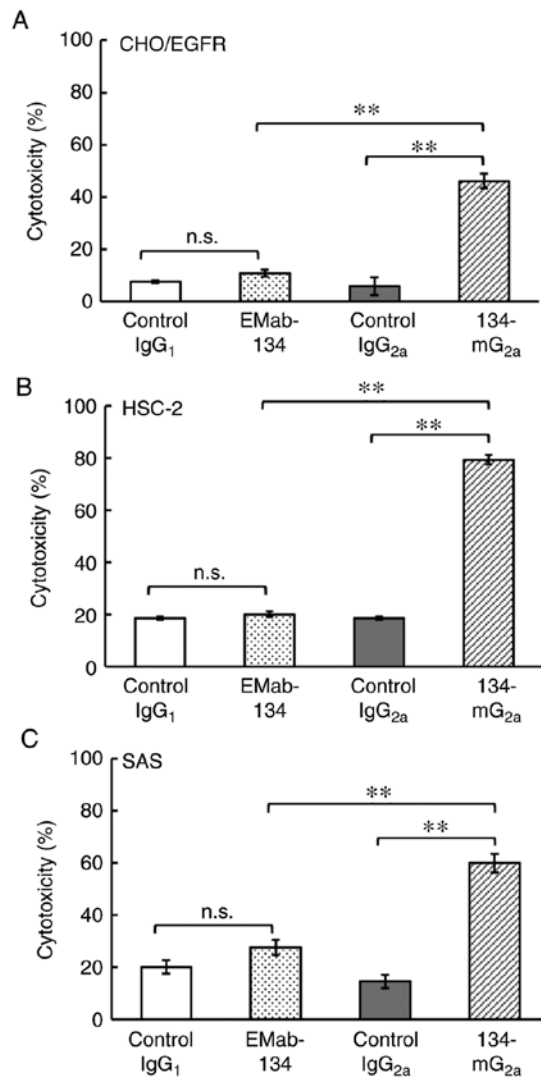 A
CHO/EGFR
100
80
60
40
20
0
Cytotoxicity (%)
n.s.
**
**
Control IgG₁
EMab-134
Control IgG₂ₐ
134-mG₂ₐ
B
HSC-2
100
80
60
40
20
0
Cytotoxicity (%)
n.s.
**
**
Control IgG₁
EMab-134
Control IgG₂ₐ
134-mG₂ₐ
C
SAS
100
80
60
40
20
0
Cytotoxicity (%)
n.s.
**
**
Control IgG₁
EMab-134
Control IgG₂ₐ
134-mG₂ₐ